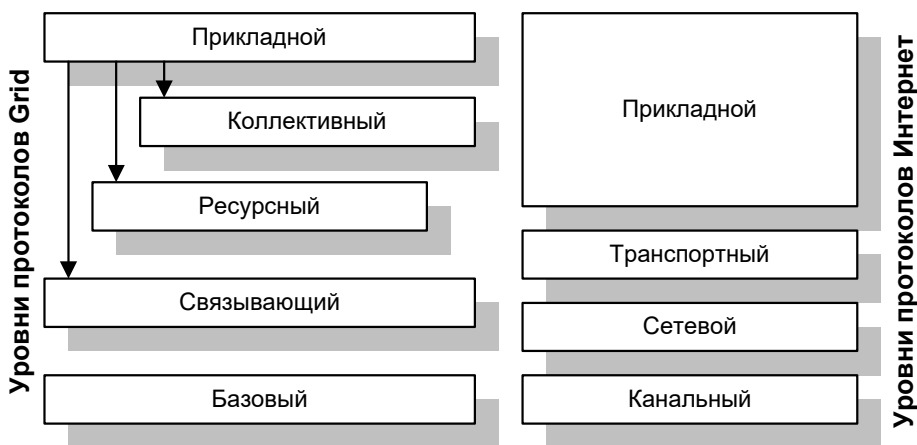 Уровни протоколов Grid
Прикладной
Коллективный
Ресурсный
Связывающий
Базовый
Прикладной
Транспортный
Сетевой
Канальный
Уровни протоколов Интернет